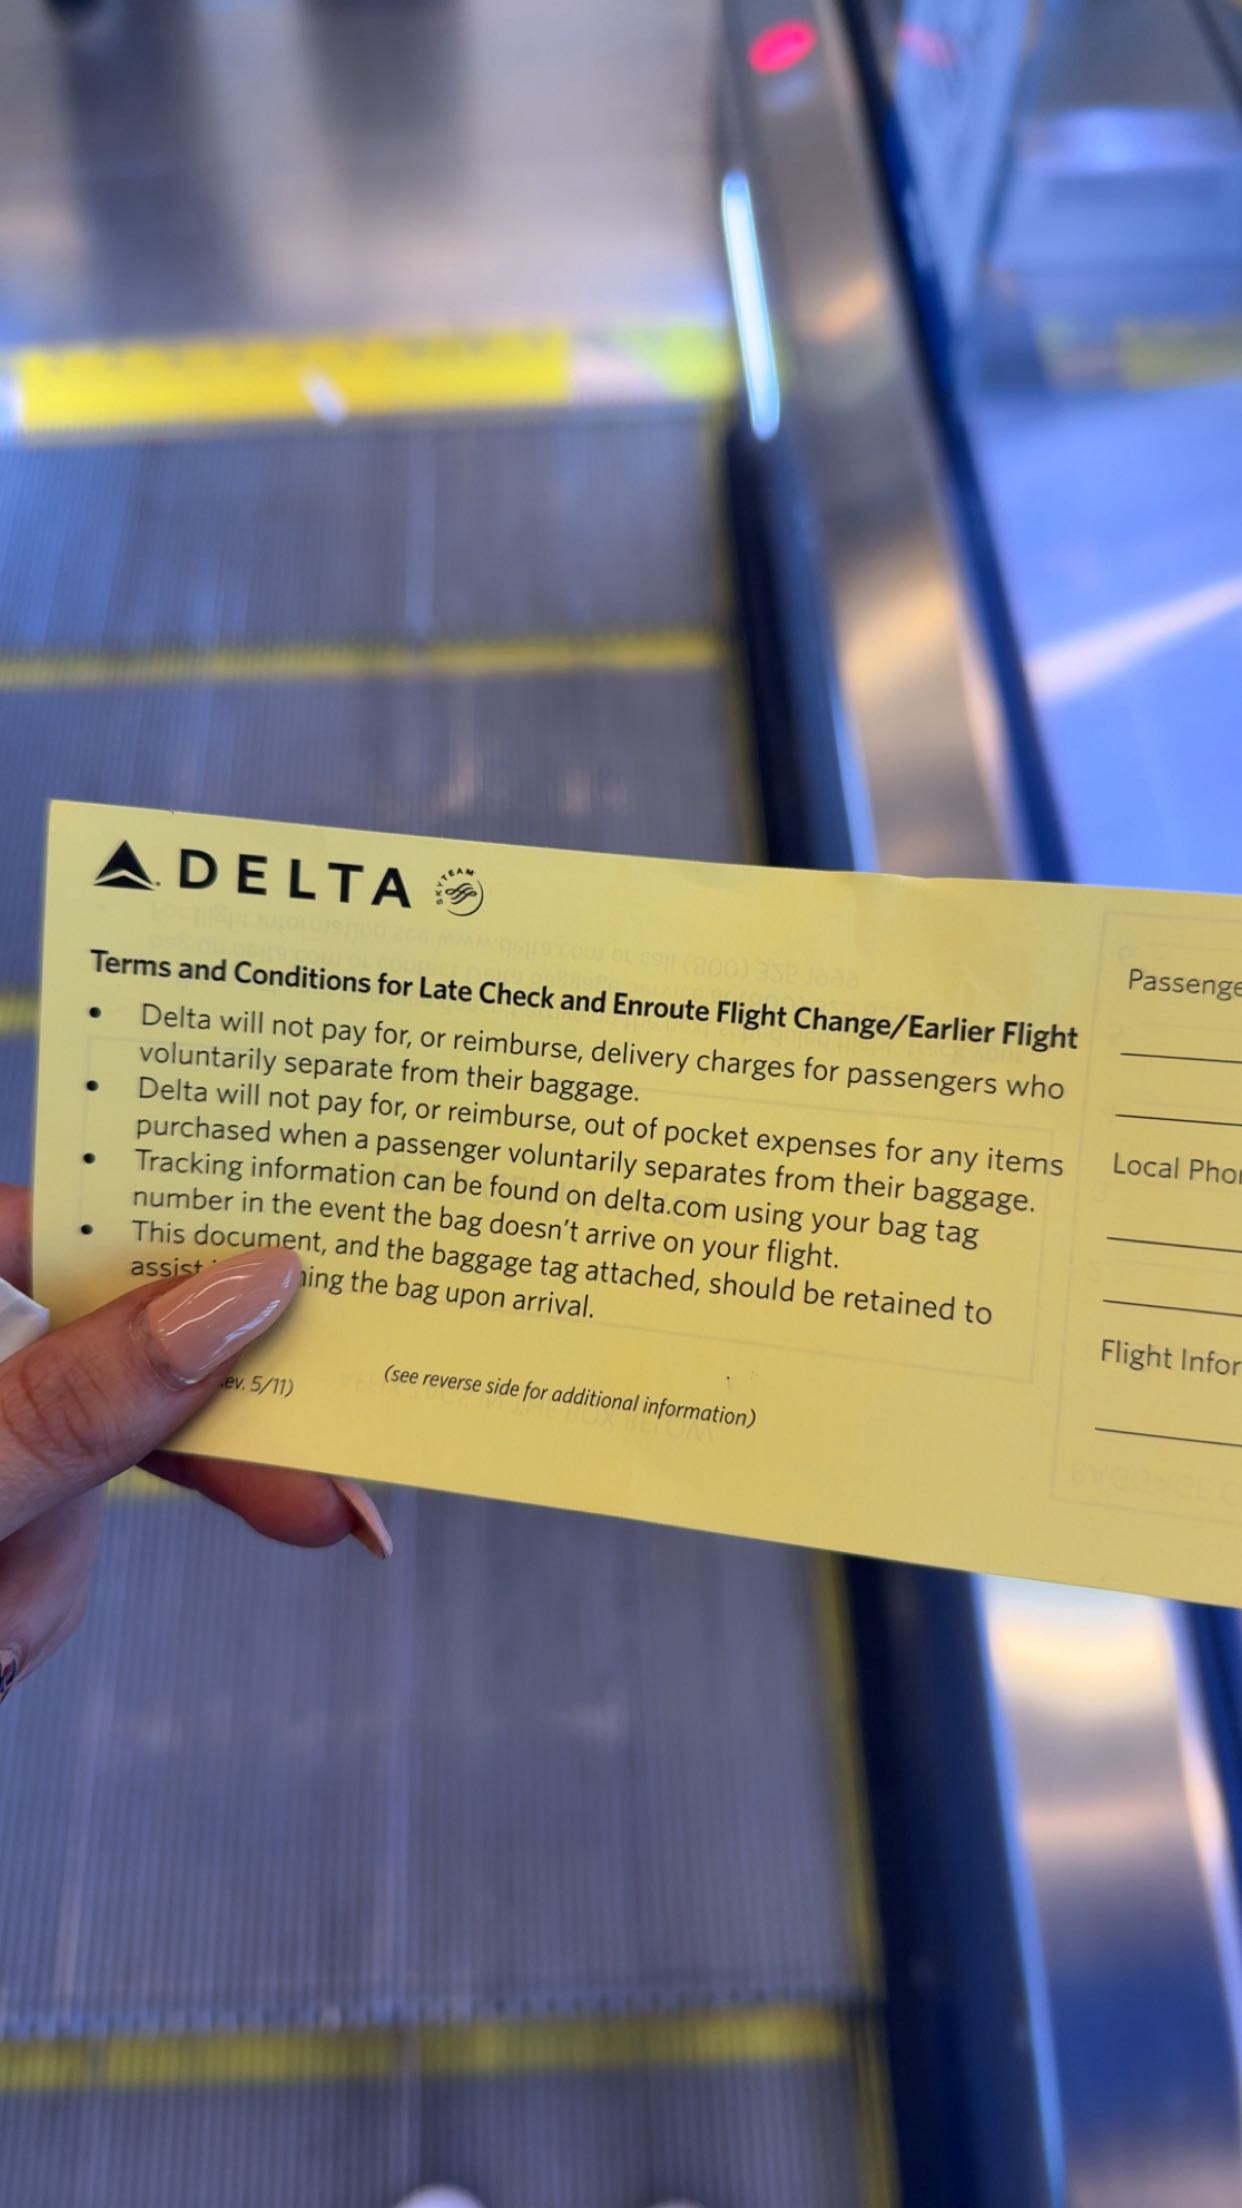 DELTA
SKYTEAM
Terms and Conditions for Late Check and Enroute Flight Change/Earlier Flight
• Delta will not pay for, or reimburse, delivery charges for passengers who
voluntarily separate from their baggage.
• Delta will not pay for, or reimburse, out of pocket expenses for any items
purchased when a passenger voluntarily separates from their baggage.
• Tracking information can be found on delta.com using your bag tag
number in the event the bag doesn't arrive on your flight.
• This document, and the baggage tag attached, should be retained to
assist the bag upon arrival.
5/11)
(see reverse side for additional information)
Passenge
Local Pho
Flight Infor